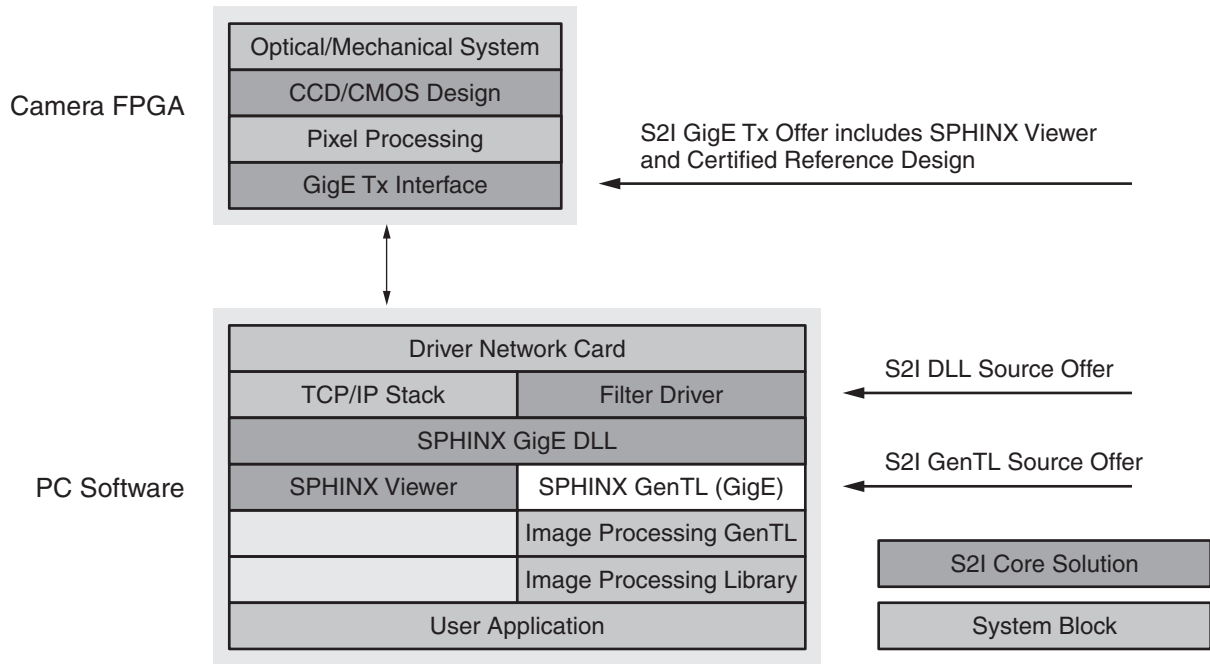 Camera FPGA
Optical/Mechanical System
CCD/CMOS Design
Pixel Processing
GigE Tx Interface
S2I GigE Tx Offer includes SPHINX Viewer
and Certified Reference Design
PC Software
Driver Network Card
TCP/IP Stack
Filter Driver
SPHINX GigE DLL
SPHINX Viewer
SPHINX GenTL (GigE)
Image Processing GenTL
Image Processing Library
User Application
S2I DLL Source Offer
S2I GenTL Source Offer
S2I Core Solution
System Block